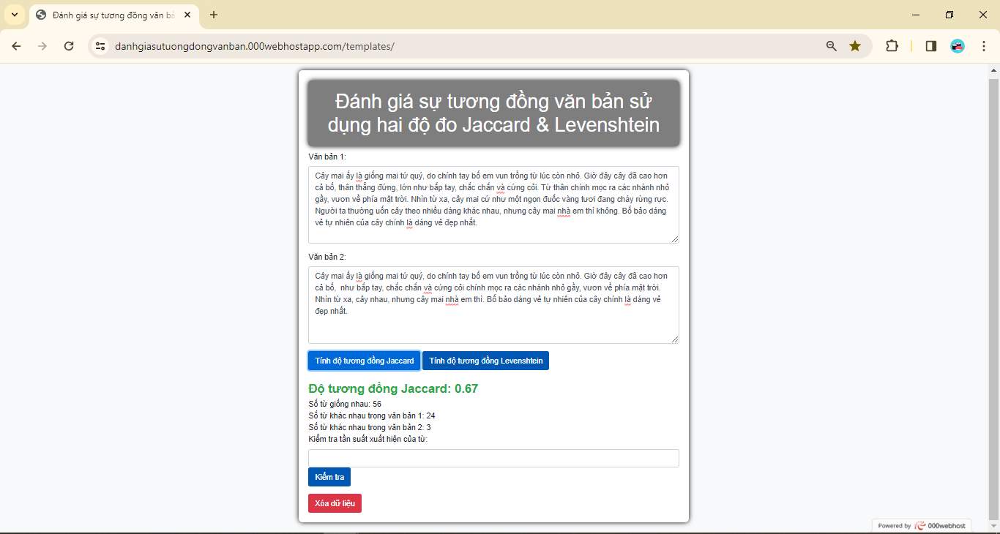 Đánh giá sự tương đồng văn bả
danhgiasutuongdongvanban.000webhostapp.com/templates/
Đánh giá sự tương đồng văn bản sử
dụng hai độ đo Jaccard & Levenshtein
Văn bản 1:
Cây mai ấy là giống mai tứ quý, do chính tay bố em vun trồng từ lúc còn nhỏ. Giờ đây cây đã cao hơn
cả bố, thân thẳng đứng, lớn như bắp tay, chắc chắn và cứng cỏi. Từ thân chính mọc ra các nhánh nhỏ
gầy, vươn về phía mặt trời. Nhìn từ xa, cây mai cứ như một ngọn đuốc vàng tươi đang cháy rừng rực.
Người ta thường uốn cây theo nhiều dáng khác nhau, nhưng cây mai nhà em thì không. Bố bảo dáng
vẻ tự nhiên của cây chính là dáng vẻ đẹp nhất.
Văn bản 2:
Cây mai ấy là giống mai tứ quý, do chính tay bố em vun trồng từ lúc còn nhỏ. Giờ đây cây đã cao hơn
cả bố,  như bắp tay, chắc chắn và cứng cỏi chính mọc ra các nhánh nhỏ gầy, vươn về phía mặt trời.
Nhìn từ xa, cây nhau, nhưng cây mai nhà em thì. Bố bảo dáng vẻ tự nhiên của cây chính là dáng vẻ
đẹp nhất.
Tính độ tương đồng Jaccard Tính độ tương đồng Levenshtein
Độ tương đồng Jaccard: 0.67
Số từ giống nhau: 56
Số từ khác nhau trong văn bản 1: 24
Số từ khác nhau trong văn bản 2: 3
Kiểm tra tần suất xuất hiện của từ:
Kiểm tra
Xóa dữ liệu
Powered by 000webhost